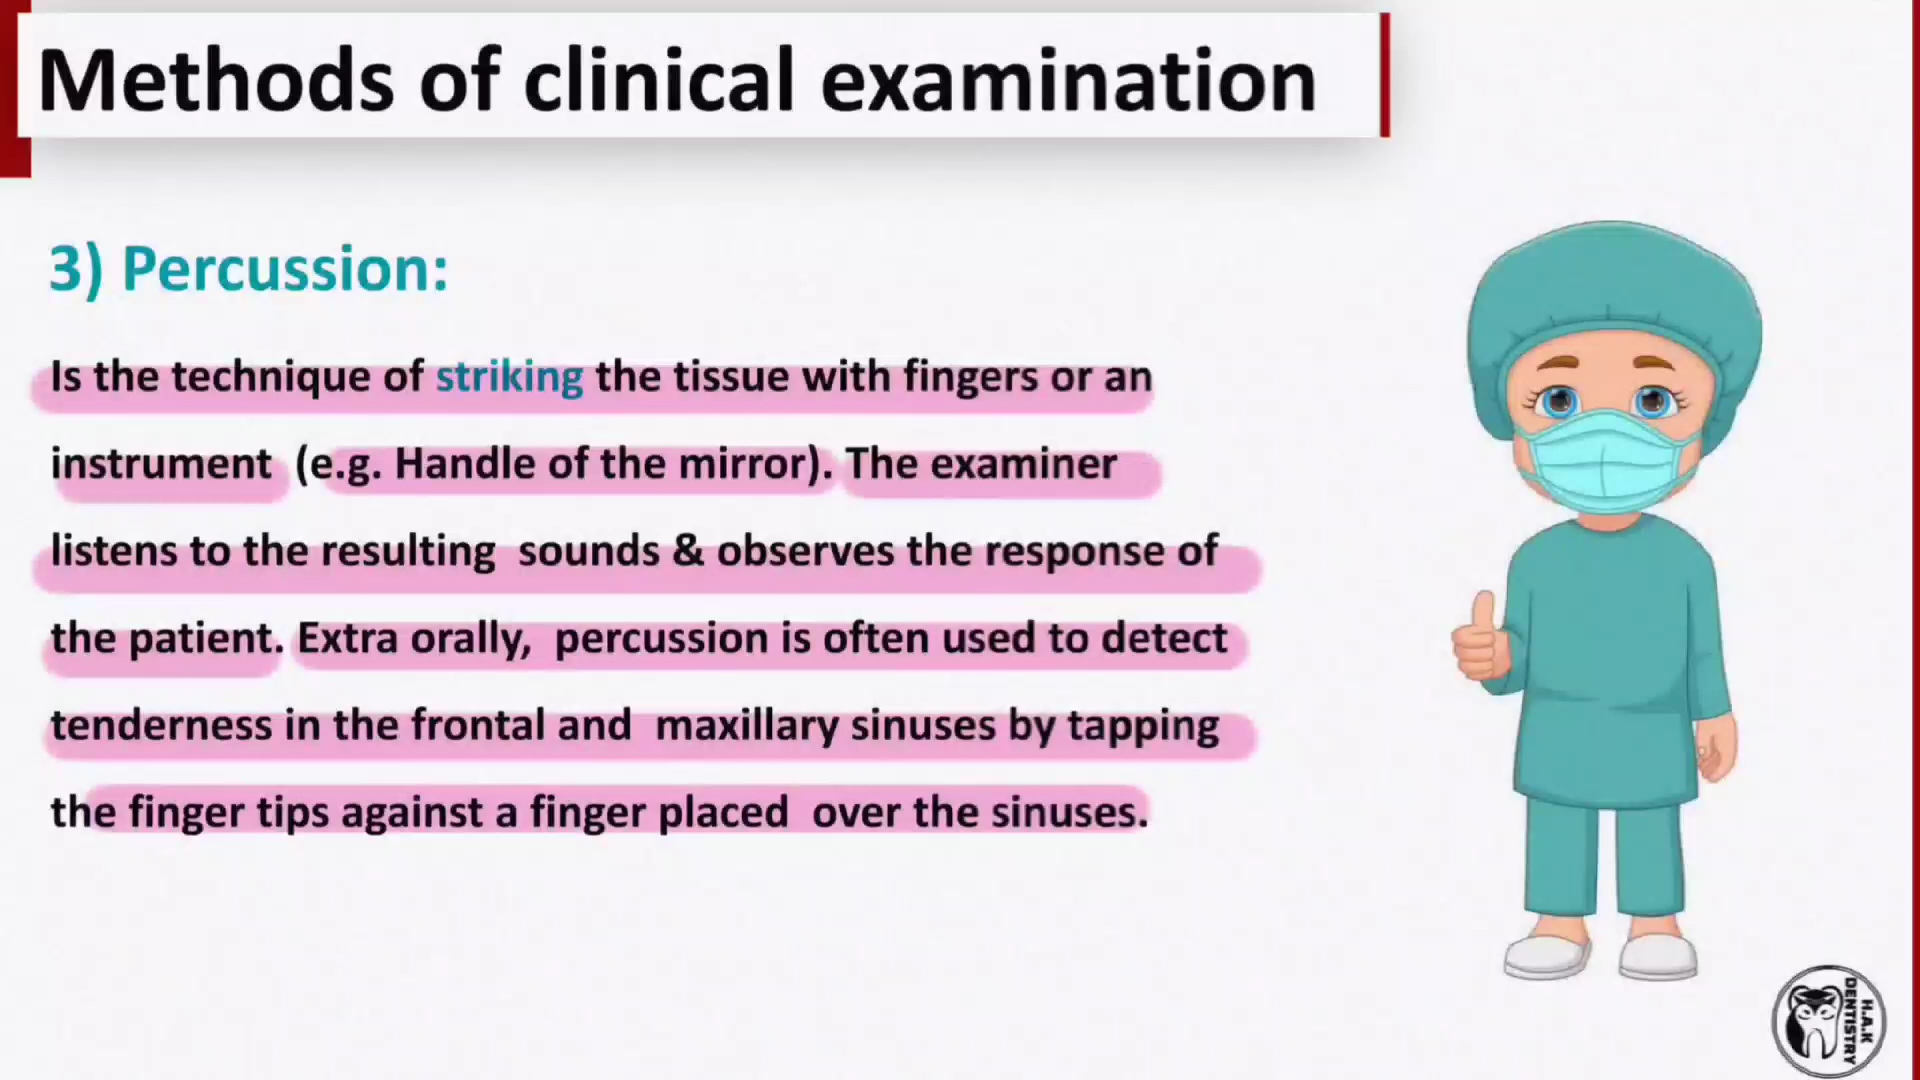 Methods of clinical examination
3) Percussion:
Is the technique of striking the tissue with fingers or an
instrument (e.g. Handle of the mirror). The examiner
listens to the resulting sounds & observes the response of
the patient. Extra orally, percussion is often used to detect
tenderness in the frontal and maxillary sinuses by tapping
the finger tips against a finger placed over the sinuses.
H.A.K
DENTISTRY